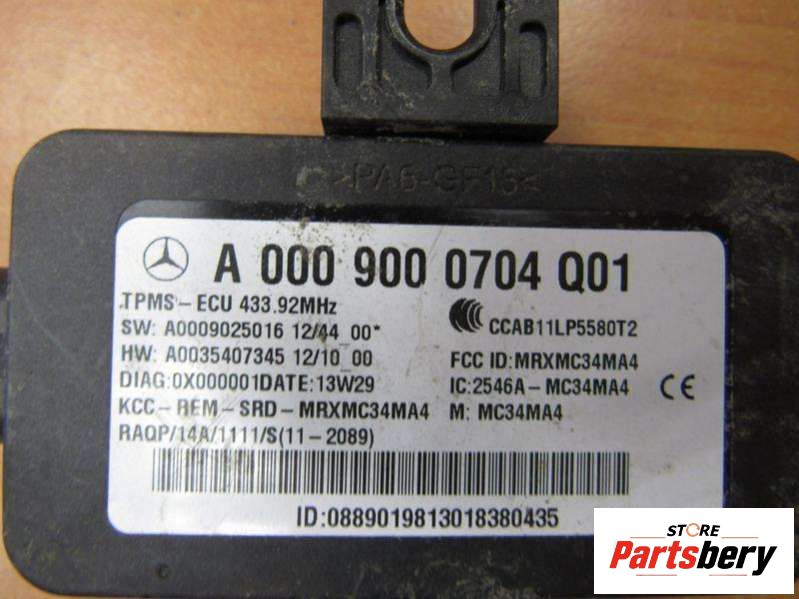 >PA6-GF15<
A 000 900 0704 Q01
TPMS-ECU 433.92MHz
SW: A0009025016 12/44 00*
CCAB11LP5580T2
HW: A0035407345 12/10 00
FCC ID:MRXMC34MA4
DIAG:0X000001DATE:13W29
IC:2546A-MC34MA4
CE
KCC-REM-SRD-MRXMC34MA4
M: MC34MA4
RAQP/14A/1111/S(11-2089)
ID:0889019813018380435
STORE
Partsbery